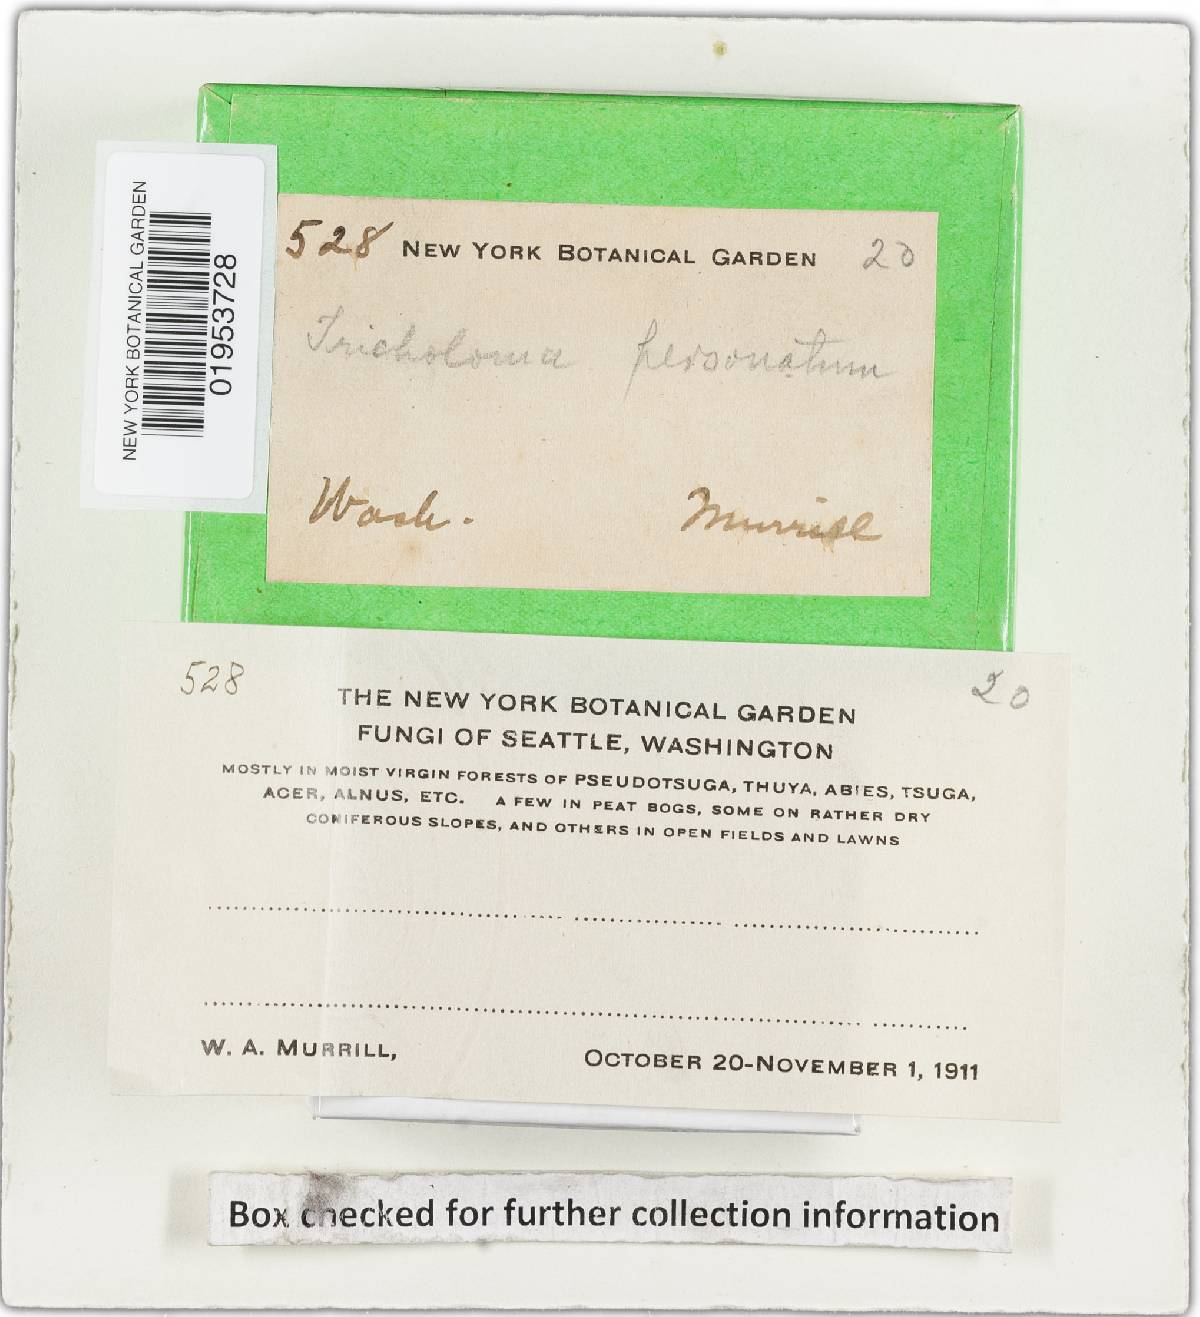 NEW YORK BOTANICAL GARDEN
01953728
528 NEW YORK BOTANICAL GARDEN 20
Tricholoma personatum
Wash. Murrill
528 20
THE NEW YORK BOTANICAL GARDEN
FUNGI OF SEATTLE, WASHINGTON
MOSTLY IN MOIST VIRGIN FORESTS OF PSEUDOTSUGA, THUYA, ABIES, TSUGA,
ACER, ALNUS, ETC. A FEW IN PEAT BOGS, SOME ON RATHER DRY
CONIFEROUS SLOPES, AND OTHERS IN OPEN FIELDS AND LAWNS
W. A. MURRILL, OCTOBER 20-NOVEMBER 1, 1911
Box checked for further collection information